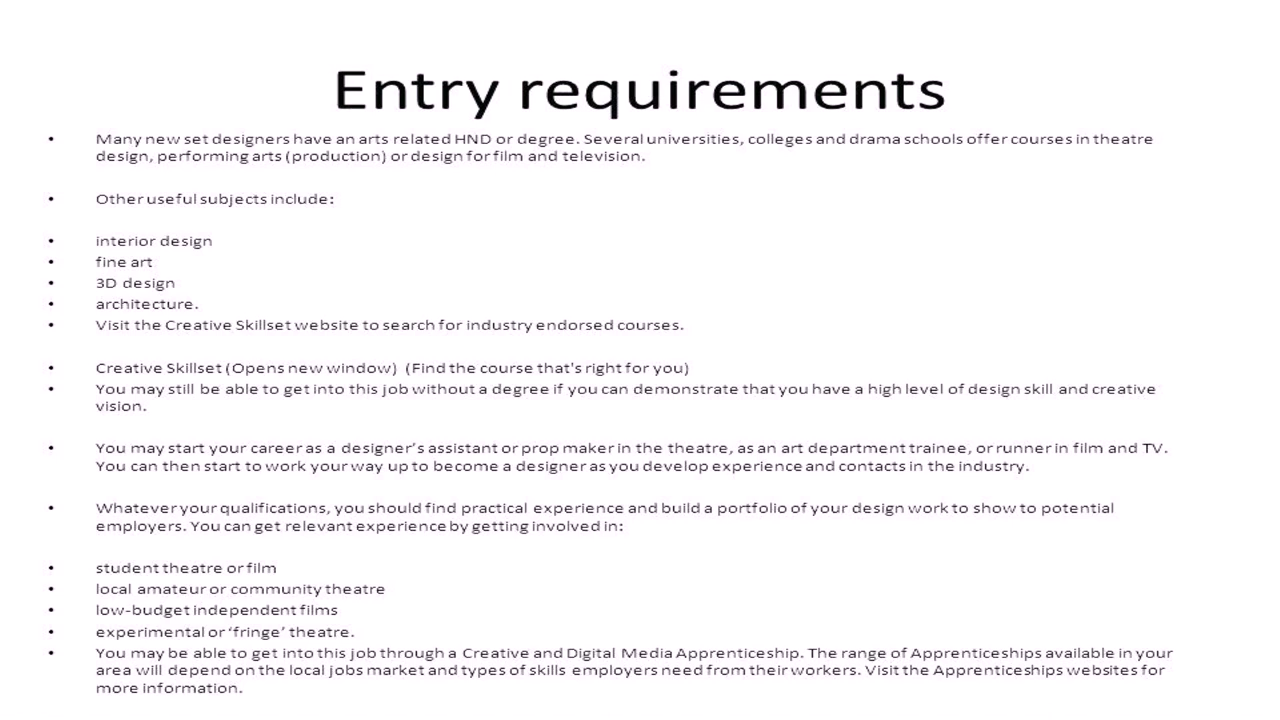 Entry requirements
• Many new set designers have an arts related HND or degree. Several universities, colleges and drama schools offer courses in theatre
design, performing arts (production) or design for film and television.
• Other useful subjects include:
• interior design
• fine art
• 3D design
• architecture.
• Visit the Creative Skillset website to search for industry endorsed courses.
• Creative Skillset (Opens new window) (Find the course that's right for you)
• You may still be able to get into this job without a degree if you can demonstrate that you have a high level of design skill and creative
vision.
• You may start your career as a designer’s assistant or prop maker in the theatre, as an art department trainee, or runner in film and TV.
You can then start to work your way up to become a designer as you develop experience and contacts in the industry.
• Whatever your qualifications, you should find practical experience and build a portfolio of your design work to show to potential
employers. You can get relevant experience by getting involved in:
• student theatre or film
• local amateur or community theatre
• low-budget independent films
• experimental or ‘fringe’ theatre.
• You may be able to get into this job through a Creative and Digital Media Apprenticeship. The range of Apprenticeships available in your
area will depend on the local jobs market and types of skills employers need from their workers. Visit the Apprenticeships websites for
more information.